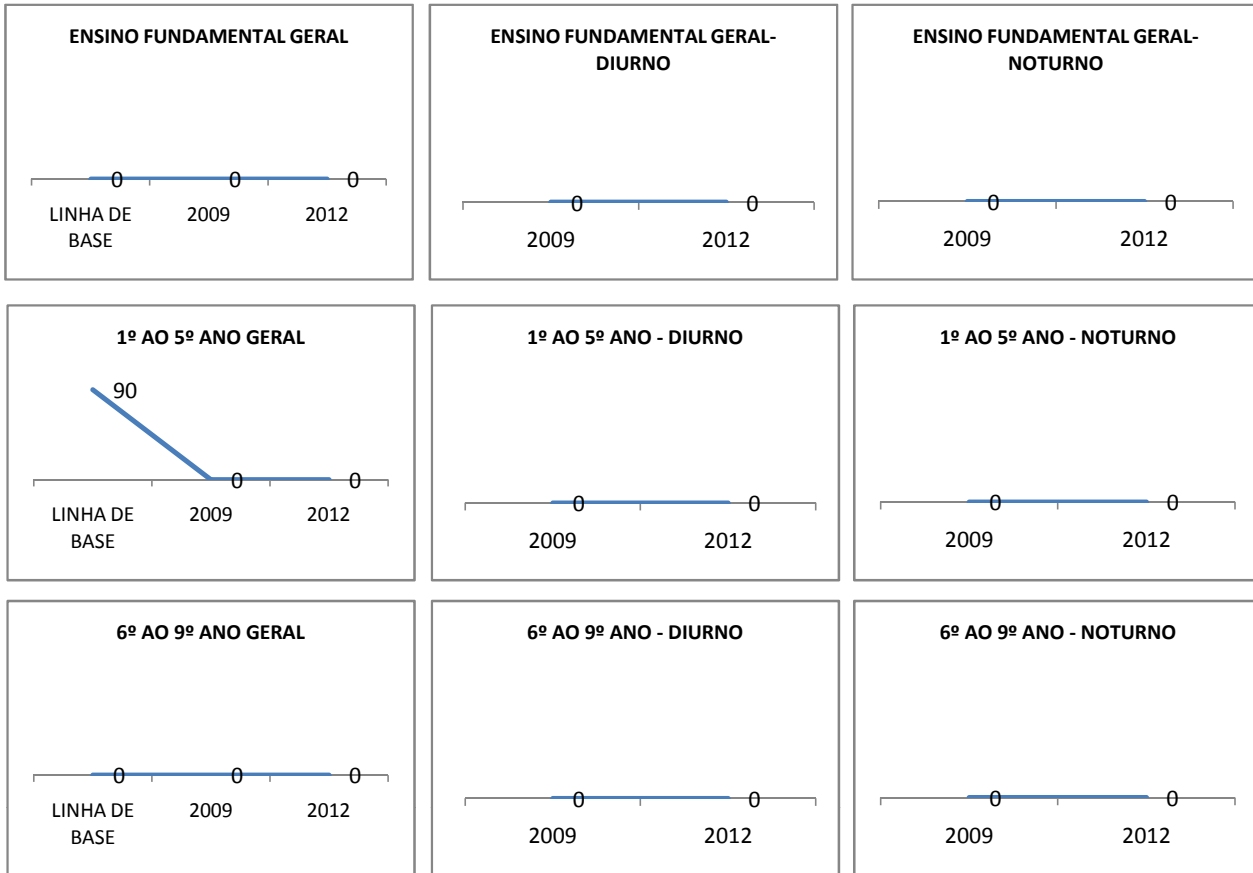 ENSINO FUNDAMENTAL GERAL
0 0 0
LINHA DE BASE 2009 2012
ENSINO FUNDAMENTAL GERAL-
DIURNO
0 0
2009 2012
ENSINO FUNDAMENTAL GERAL-
NOTURNO
0 0
2009 2012
1º AO 5º ANO GERAL
90
0 0
LINHA DE BASE 2009 2012
1º AO 5º ANO - DIURNO
0 0
2009 2012
1º AO 5º ANO - NOTURNO
0 0
2009 2012
6º AO 9º ANO GERAL
0 0 0
LINHA DE BASE 2009 2012
6º AO 9º ANO - DIURNO
0 0
2009 2012
6º AO 9º ANO - NOTURNO
0 0
2009 2012